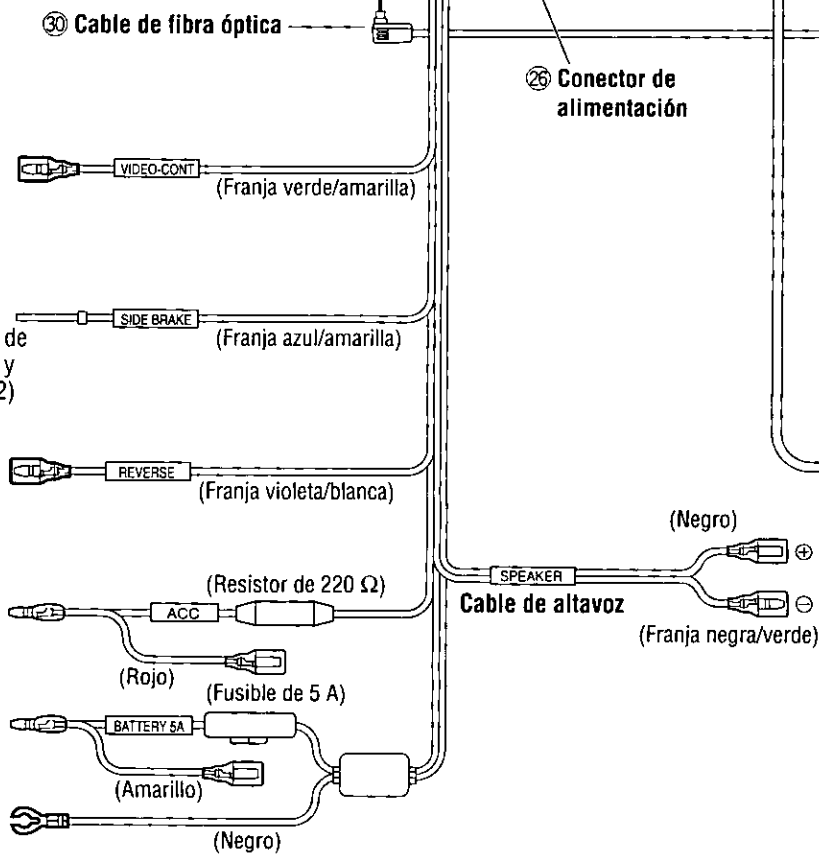 ㉚ Cable de fibra óptica
㉖ Conector de
alimentación
VIDEO-CONT
(Franja verde/amarilla)
SIDE BRAKE
(Franja azul/amarilla)
de
y
2)
REVERSE
(Franja violeta/blanca)
(Negro)
⊕
SPEAKER
Cable de altavoz
⊖
(Franja negra/verde)
(Resistor de 220 Ω)
ACC
(Rojo)
(Fusible de 5 A)
BATTERY 5A
(Amarillo)
(Negro)